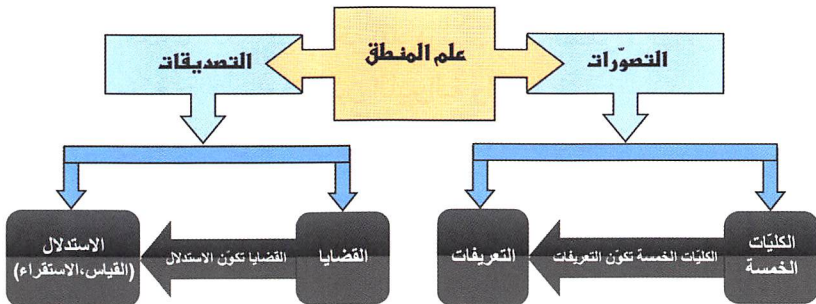 علم المنطق
التصوّرات
التصديقات
الكليّات
الخمسة
الكليّات الخمسة تكوّن التعريفات
التعريفات
القضايا
القضايا تكوّن الاستدلال
الاستدلال
(القياس،الاستقراء)